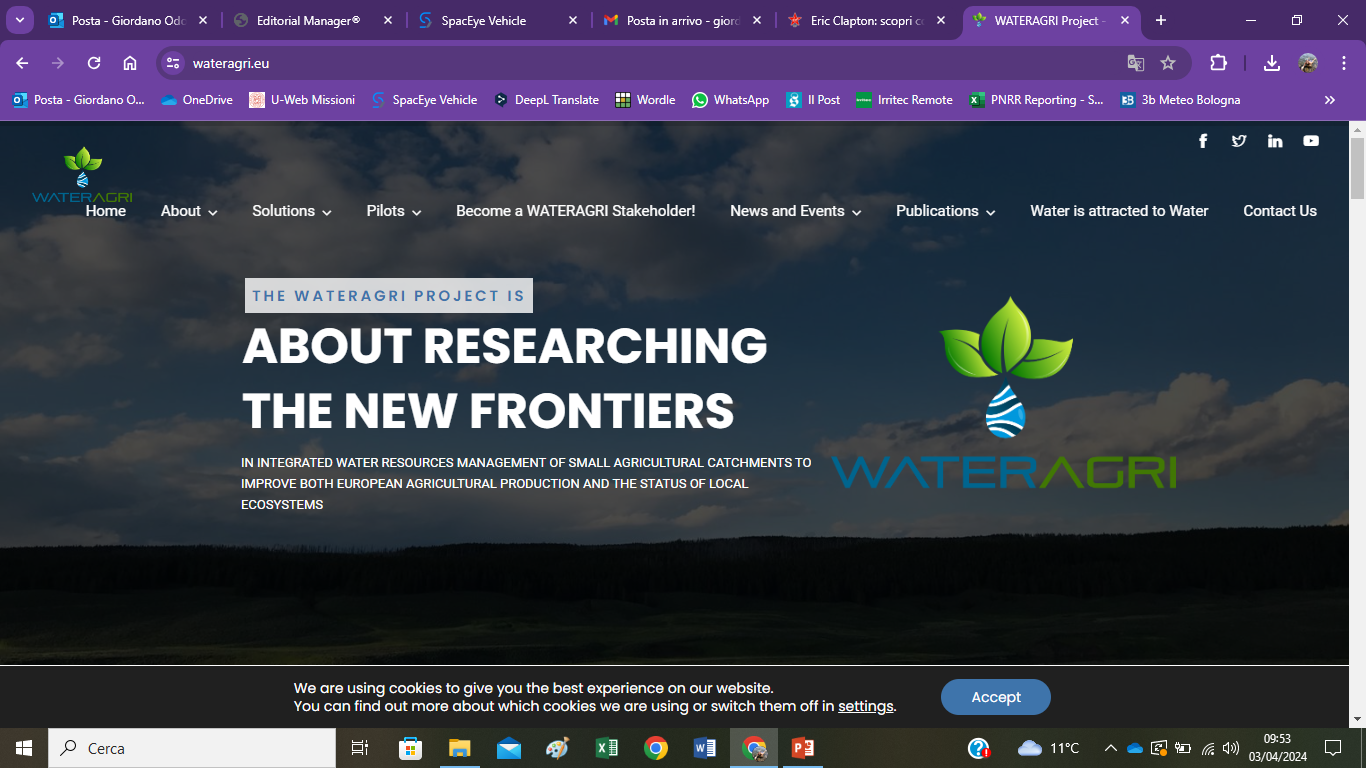 Posta - Giordano Odo
Editorial Manager®
SpacEye Vehicle
Posta in arrivo - giord
Eric Clapton: scopri c
WATERAGRI Project -
wateragri.eu
Posta - Giordano O...
OneDrive
U-Web Missioni
SpacEye Vehicle
DeepL Translate
Wordle
WhatsApp
Il Post
Irritec Remote
PNRR Reporting - S...
3b Meteo Bologna
WATERAGRI
Home
About
Solutions
Pilots
Become a WATERAGRI Stakeholder!
News and Events
Publications
Water is attracted to Water
Contact Us
THE WATERAGRI PROJECT IS
ABOUT RESEARCHING
THE NEW FRONTIERS
IN INTEGRATED WATER RESOURCES MANAGEMENT OF SMALL AGRICULTURAL CATCHMENTS TO
IMPROVE BOTH EUROPEAN AGRICULTURAL PRODUCTION AND THE STATUS OF LOCAL
ECOSYSTEMS
WATERAGRI
We are using cookies to give you the best experience on our website.
You can find out more about which cookies we are using or switch them off in settings.
Accept
Cerca
11°C
09:53
03/04/2024